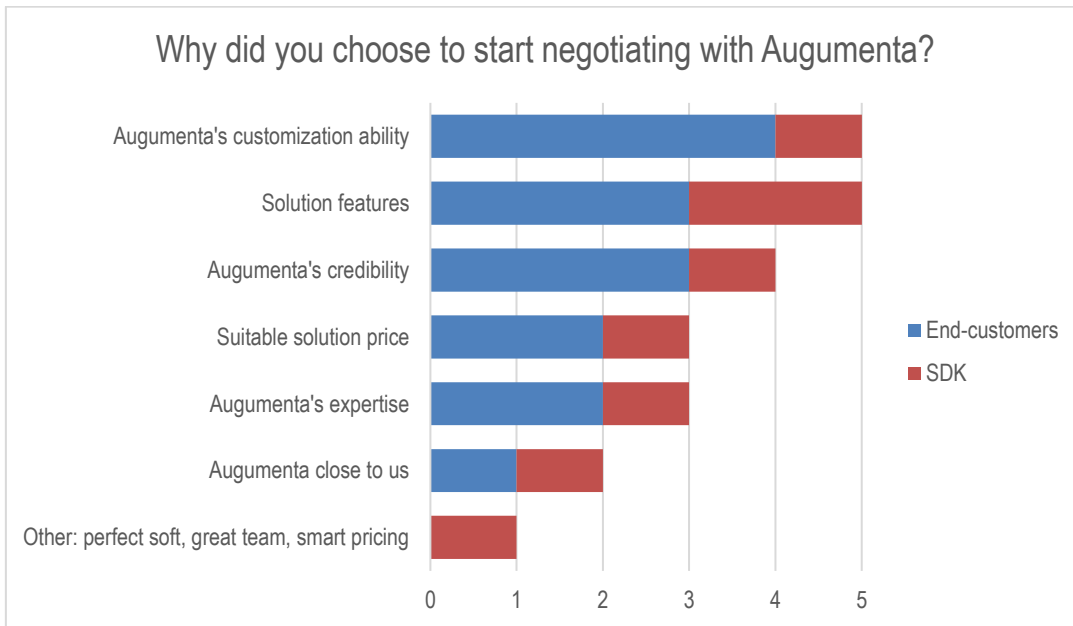 Why did you choose to start negotiating with Augumenta?
Augumenta's customization ability
Solution features
Augumenta's credibility
Suitable solution price
Augumenta's expertise
Augumenta close to us
Other: perfect soft, great team, smart pricing
0 1 2 3 4 5
End-customers
SDK